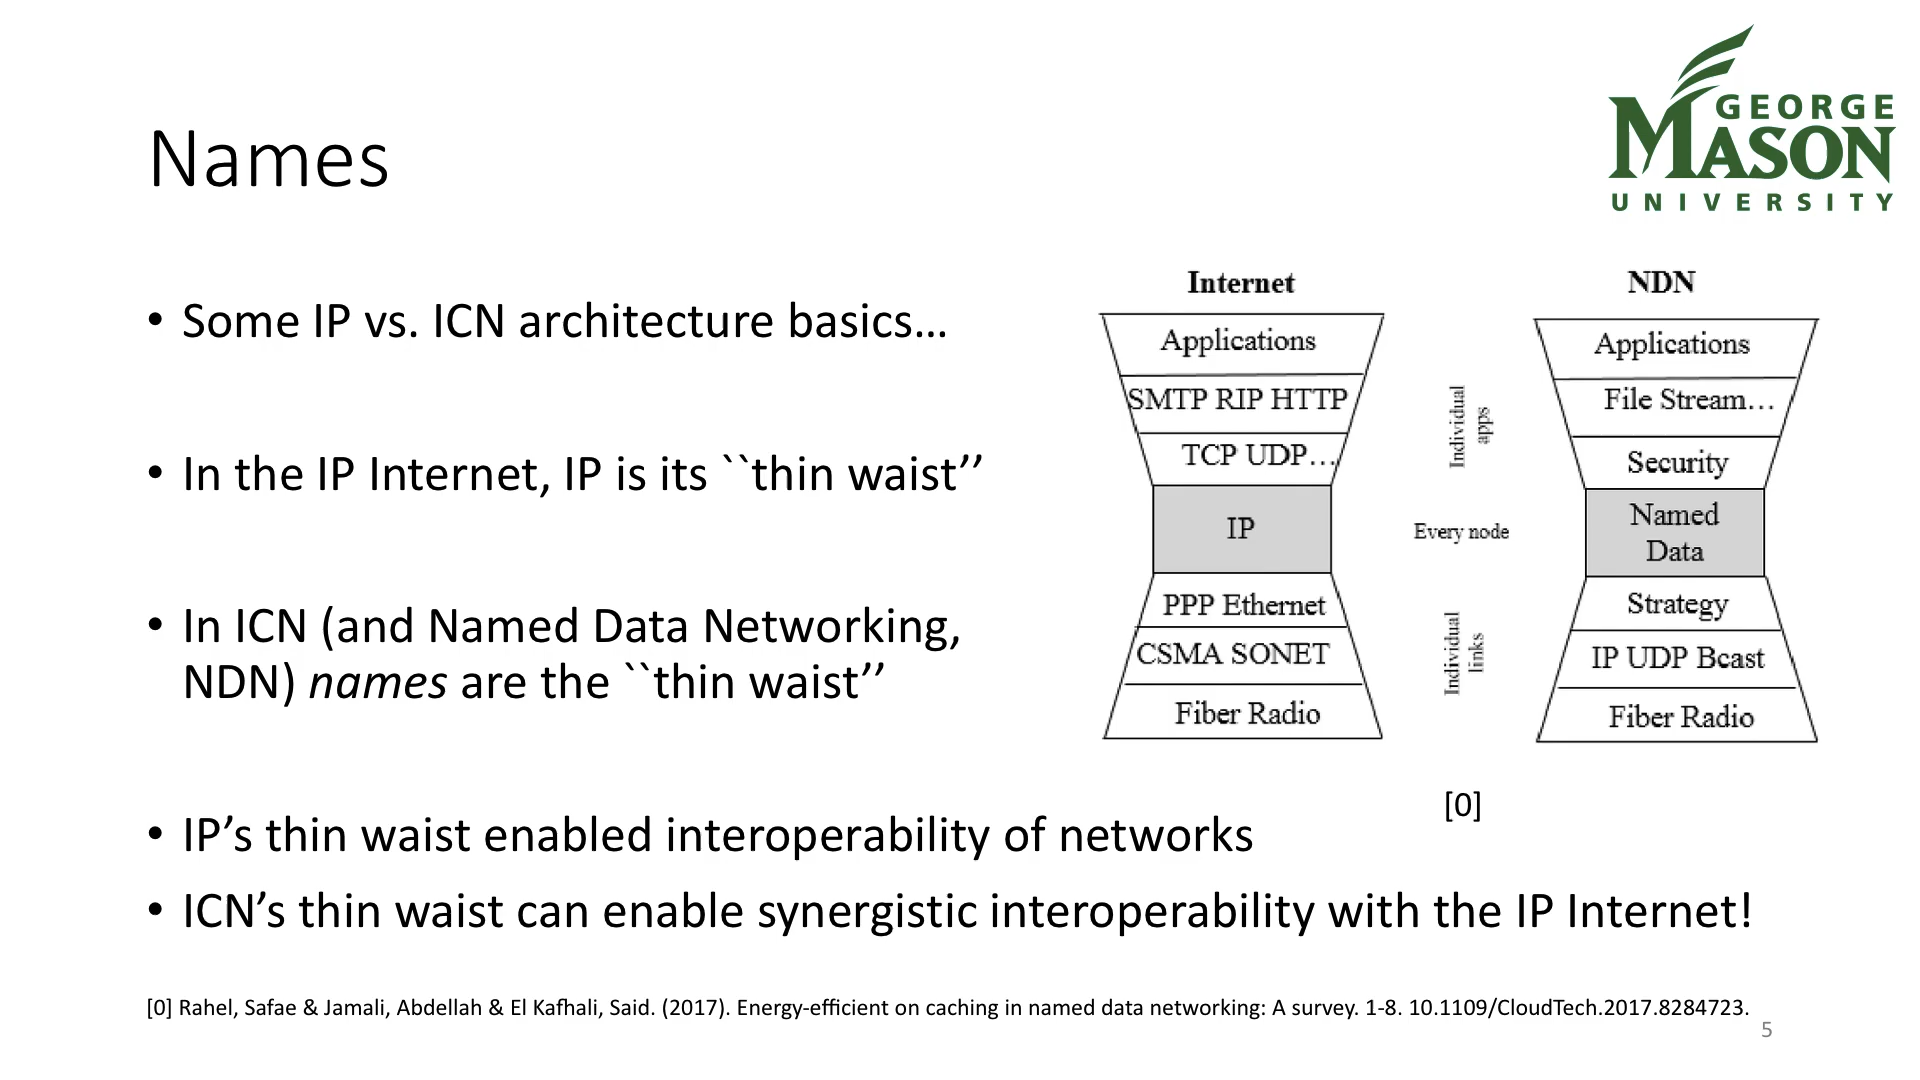 GEORGE
MASON
UNIVERSITY
Names
• Some IP vs. ICN architecture basics…
• In the IP Internet, IP is its ``thin waist’’
• In ICN (and Named Data Networking,
NDN) names are the ``thin waist’’
• IP’s thin waist enabled interoperability of networks
• ICN’s thin waist can enable synergistic interoperability with the IP Internet!
Internet
Applications
SMTP RIP HTTP
TCP UDP…
IP
PPP Ethernet
CSMA SONET
Fiber Radio
Individual
apps
Every node
Individual
links
NDN
Applications
File Stream…
Security
Named
Data
Strategy
IP UDP Bcast
Fiber Radio
[0]
[0] Rahel, Safae & Jamali, Abdellah & El Kafhali, Said. (2017). Energy-efficient on caching in named data networking: A survey. 1-8. 10.1109/CloudTech.2017.8284723.
5